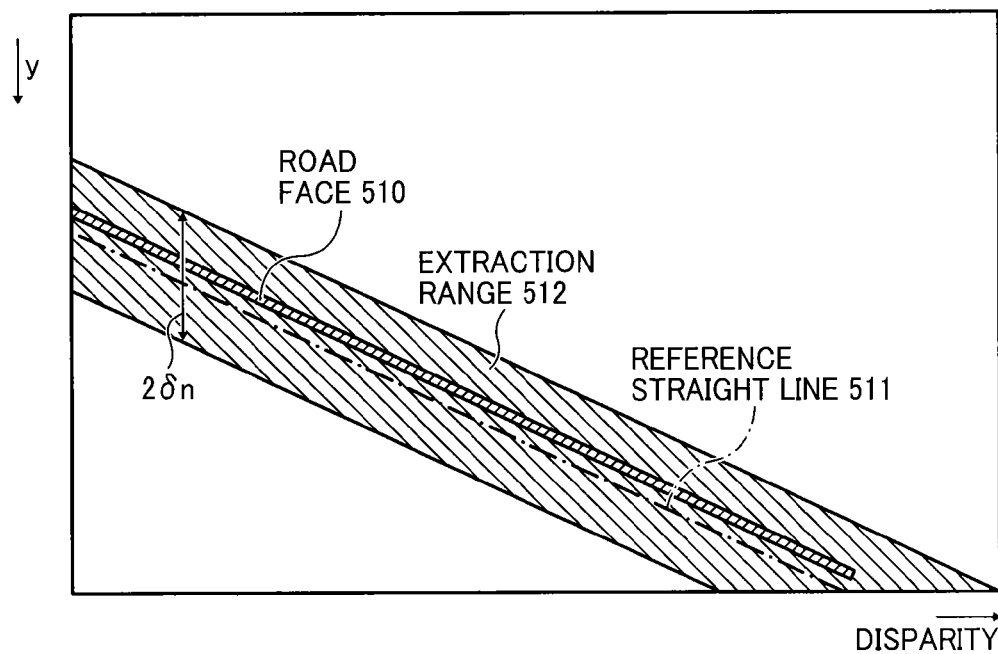 y
ROAD
FACE 510
EXTRACTION
RANGE 512
REFERENCE
STRAIGHT LINE 511
2δn
DISPARITY